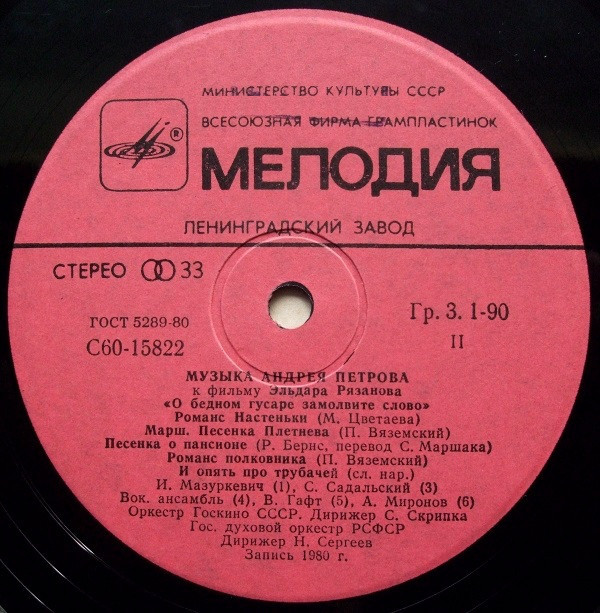 МИНИСТЕРСТВО КУЛЬТУРЫ СССР
ВСЕСОЮЗНАЯ ФИРМА ГРАМПЛАСТИНОК
®
МЕЛОДИЯ
ЛЕНИНГРАДСКИЙ ЗАВОД
СТЕРЕО 33
Гр. 3. 1-90
ГОСТ 5289-80
С60-15822
II
МУЗЫКА АНДРЕЯ ПЕТРОВА
к фильму Эльдара Рязанова
«О бедном гусаре замолвите слово»
Романс Настеньки (М. Цветаева)
Марш. Песенка Плетнева (П. Вяземский)
Песенка о пансионе (Р. Бернс, перевод С. Маршака)
Романс полковника (П. Вяземский)
И опять про трубачей (сл. нар.)
И. Мазуркевич (1), С. Садальский (3)
Вок. ансамбль (4), В. Гафт (5), А. Миронов (6)
Оркестр Госкино СССР. Дирижер С. Скрипка
Гос. духовой оркестр РСФСР
Дирижер Н. Сергеев
Запись 1980 г.